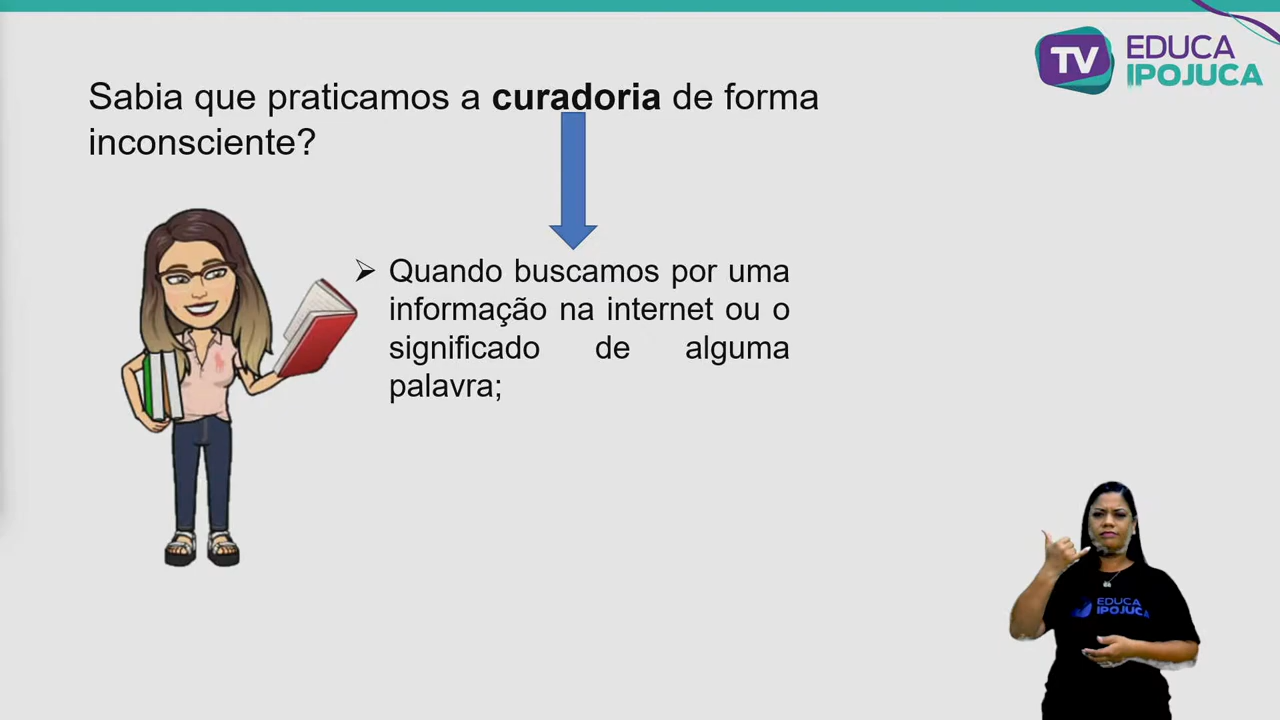 TV EDUCA
IPOJUCA
Sabia que praticamos a curadoria de forma
inconsciente?
➢ Quando buscamos por uma
informação na internet ou o
significado de alguma
palavra;
EDUCA
IPOJUCA